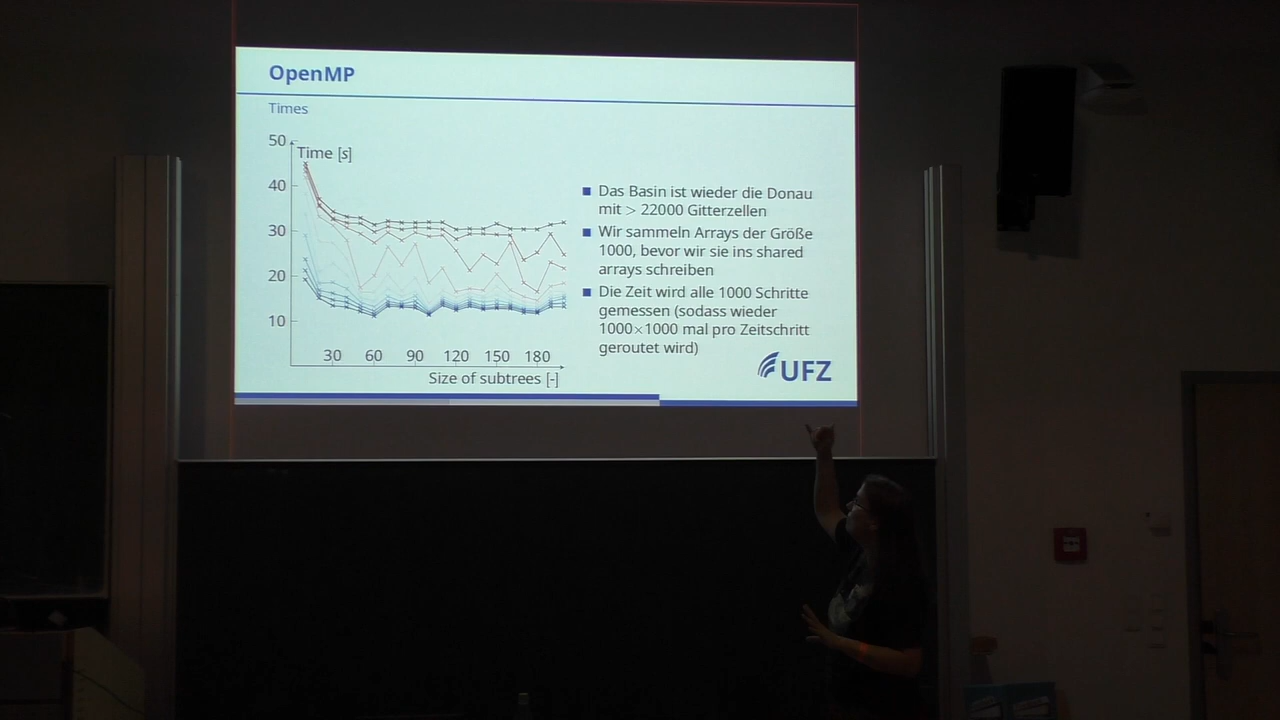 OpenMP
Times
50
Time [s]
40
30
20
10
30 60 90 120 150 180
Size of subtrees [-]
Das Basin ist wieder die Donau
mit > 22000 Gitterzellen
Wir sammeln Arrays der Größe
1000, bevor wir sie ins shared
arrays schreiben
Die Zeit wird alle 1000 Schritte
gemessen (sodass wieder
1000×1000 mal pro Zeitschritt
geroutet wird)
UFZ